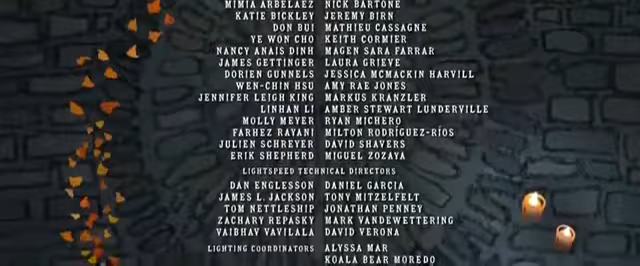 MIMIA ARBELAEZ NICK BARTONE
KATIE BICKLEY JEREMY BIRN
DON BUI MATHIEU CASSAGNE
YE WON CHO KEITH CORMIER
NANCY ANAIS DINH MAGEN SARA FARRAR
JAMES GETTINGER LAURA GRIEVE
DORIEN GUNNELS JESSICA MCMACKIN HARVILL
WEN-CHIN HSU AMY RAE JONES
JENNIFER LEIGH KING MARKUS KRANZLER
LINHAN LI AMBER STEWART LUNDERVILLE
MOLLY MEYER RYAN MICHERO
FARHEZ RAYANI MILTON RODRÍGUEZ-RÍOS
JULIEN SCHREYER DAVID SHAVERS
ERIK SHEPHERD MIGUEL ZOZAYA
LIGHTSPEED TECHNICAL DIRECTORS
DAN ENGLESSON DANIEL GARCIA
JAMES L. JACKSON TONY MITZELFELT
TOM NETTLESHIP JONATHAN PENNEY
ZACHARY REPASKY MARK VANDEWETTERING
VAIBHAV VAVILALA DAVID VERONA
LIGHTING COORDINATORS ALYSSA MAR
KOALA BEAR MOREDO